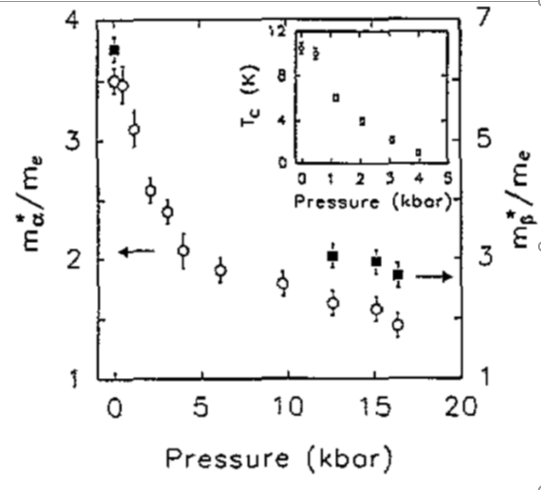 4
3
2
1
m*α/me
7
5
3
1
m*β/me
0 5 10 15 20
Pressure (kbar)
12
8
4
0
Tc (K)
0 1 2 3 4 5
Pressure (kbar)